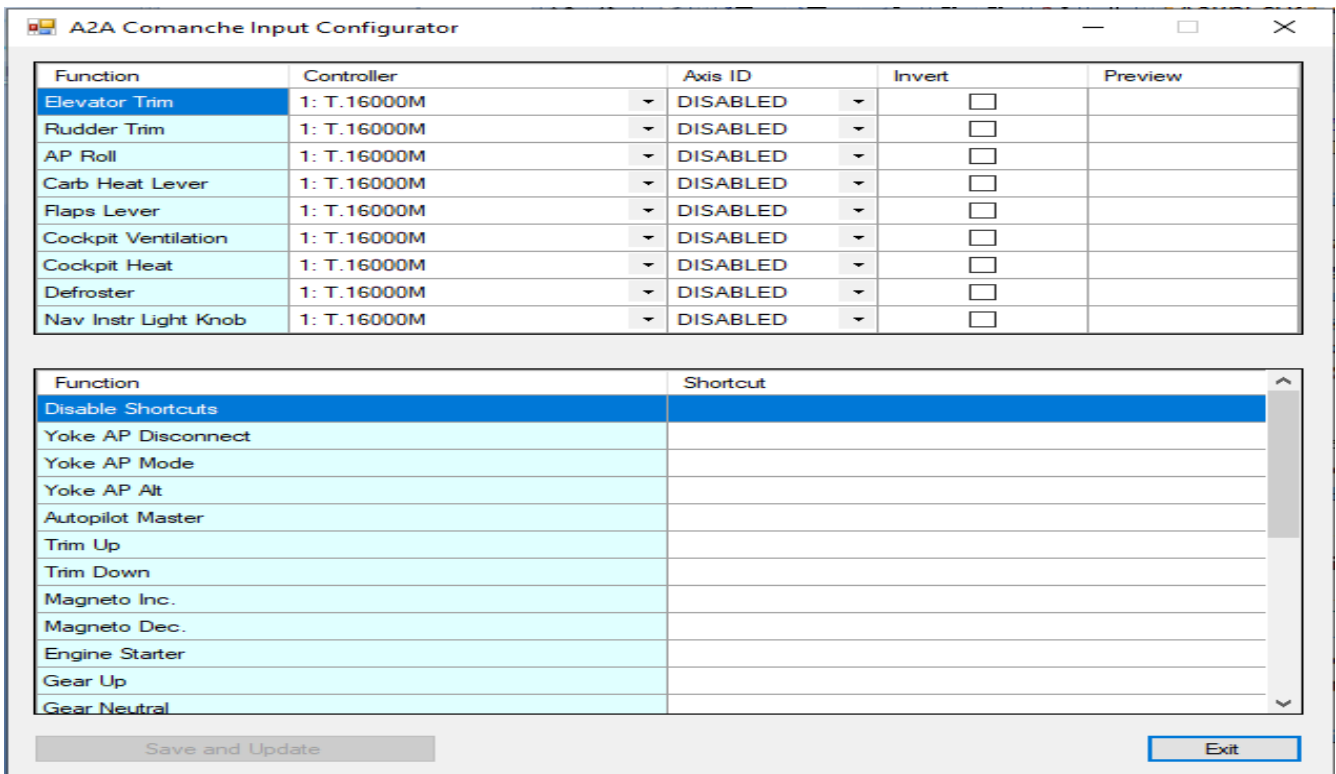 A2A Comanche Input Configurator
Function Controller Axis ID Invert Preview
Elevator Trim 1: T.16000M DISABLED
Rudder Trim 1: T.16000M DISABLED
AP Roll 1: T.16000M DISABLED
Carb Heat Lever 1: T.16000M DISABLED
Flaps Lever 1: T.16000M DISABLED
Cockpit Ventilation 1: T.16000M DISABLED
Cockpit Heat 1: T.16000M DISABLED
Defroster 1: T.16000M DISABLED
Nav Instr Light Knob 1: T.16000M DISABLED
Function Shortcut
Disable Shortcuts
Yoke AP Disconnect
Yoke AP Mode
Yoke AP Alt
Autopilot Master
Trim Up
Trim Down
Magneto Inc.
Magneto Dec.
Engine Starter
Gear Up
Gear Neutral
Save and Update Exit